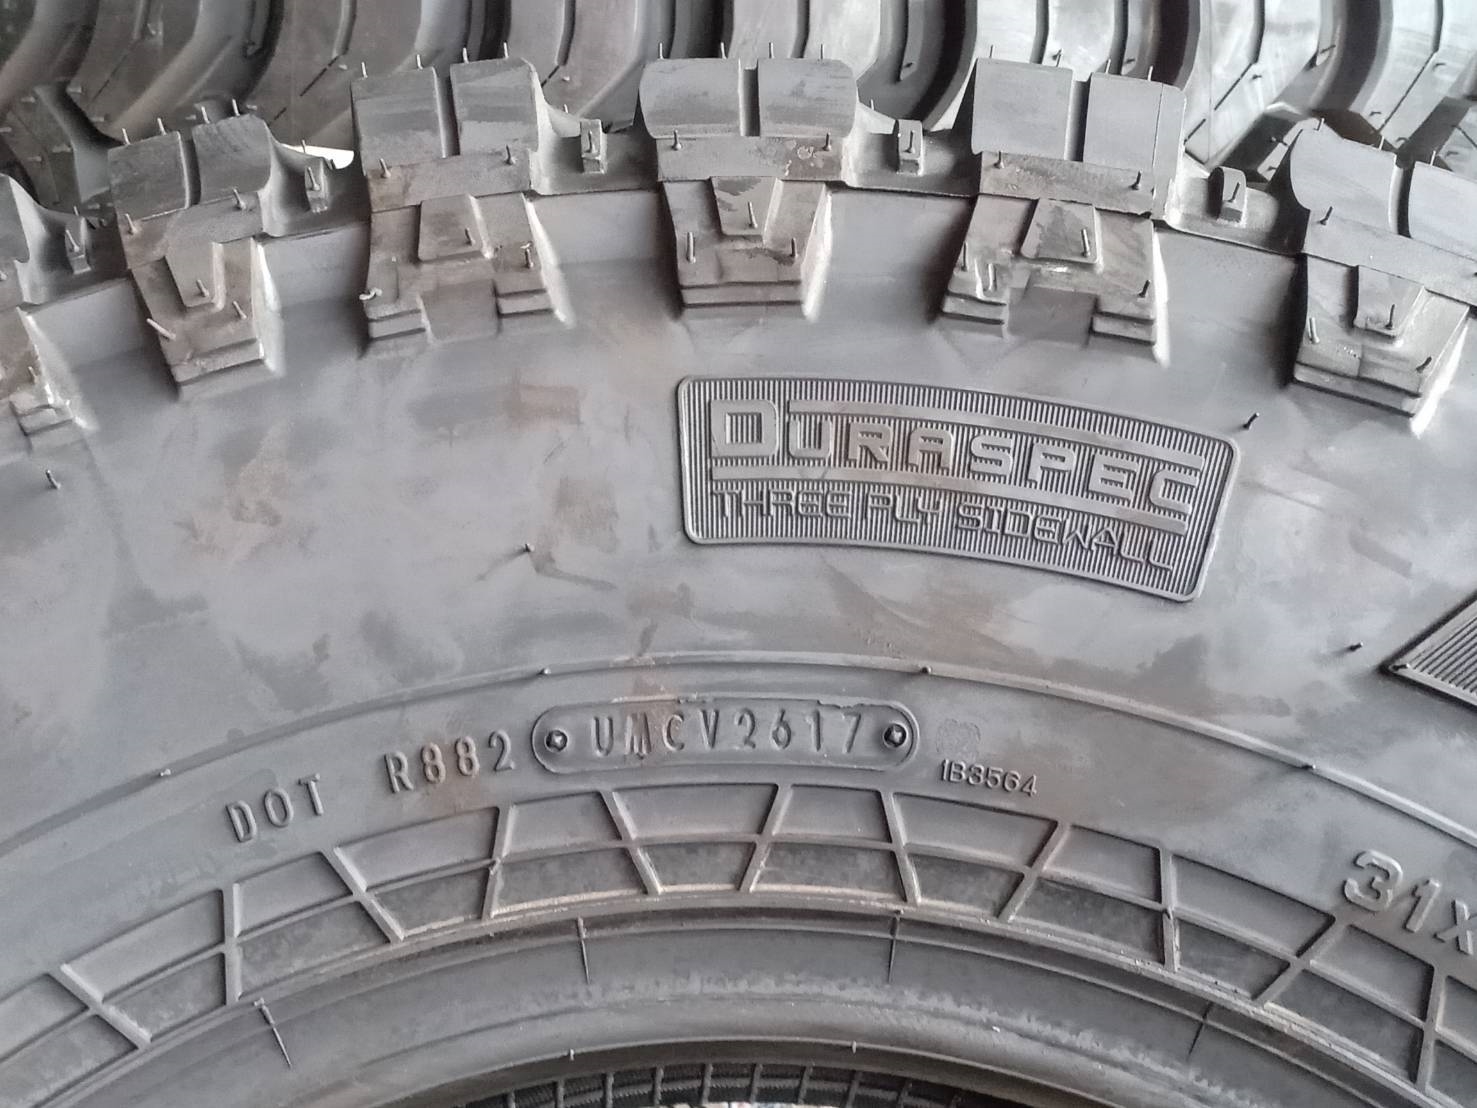 DURASPEC
THREE PLY SIDEWALL
DOT R882 UMCV2617
1B3564
31X